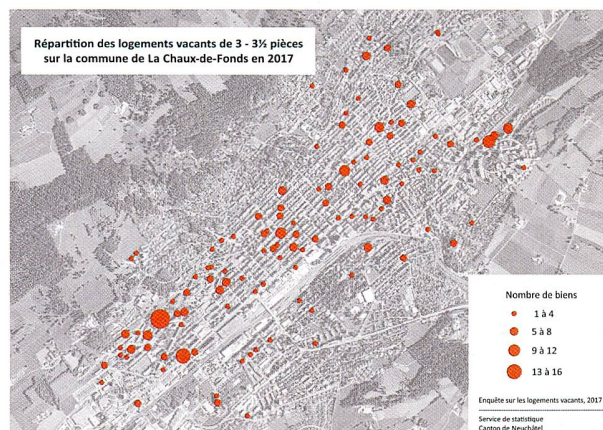 Répartition des logements vacants de 3 - 3½ pièces
sur la commune de La Chaux-de-Fonds en 2017
Nombre de biens
1 à 4
5 à 8
9 à 12
13 à 16
Enquête sur les logements vacants, 2017
Service de statistique
Canton de Neuchâtel